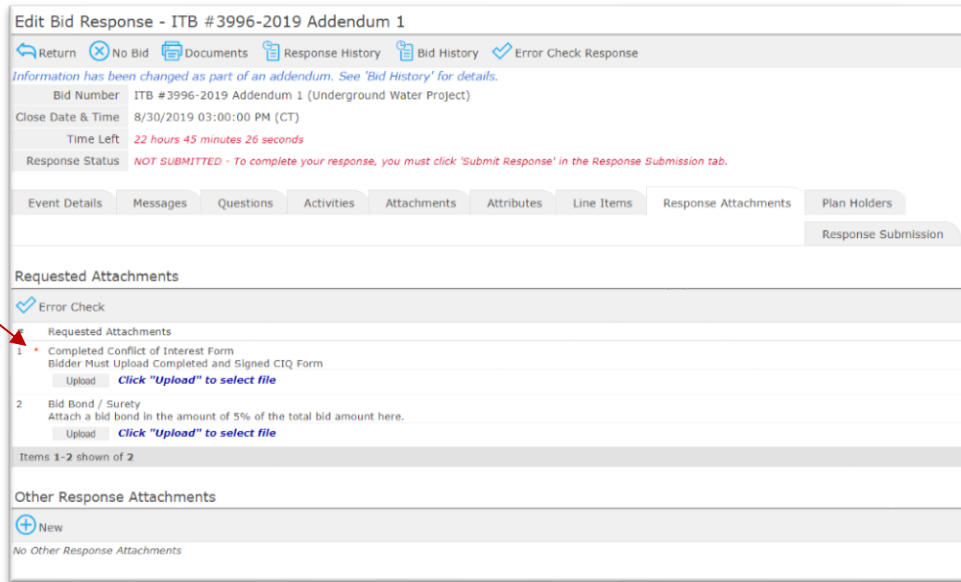 Edit Bid Response - ITB #3996-2019 Addendum 1
Return No Bid Documents Response History Bid History Error Check Response
Information has been changed as part of an addendum. See 'Bid History' for details.
Bid Number ITB #3996-2019 Addendum 1 (Underground Water Project)
Close Date & Time 8/30/2019 03:00:00 PM (CT)
Time Left 22 hours 45 minutes 26 seconds
Response Status NOT SUBMITTED - To complete your response, you must click 'Submit Response' in the Response Submission tab.
Event Details Messages Questions Activities Attachments Attributes Line Items Response Attachments Plan Holders
Response Submission
Requested Attachments
Error Check
# Requested Attachments
1 * Completed Conflict of Interest Form
Bidder Must Upload Completed and Signed CIQ Form
Upload Click "Upload" to select file
2 Bid Bond / Surety
Attach a bid bond in the amount of 5% of the total bid amount here.
Upload Click "Upload" to select file
Items 1-2 shown of 2
Other Response Attachments
New
No Other Response Attachments